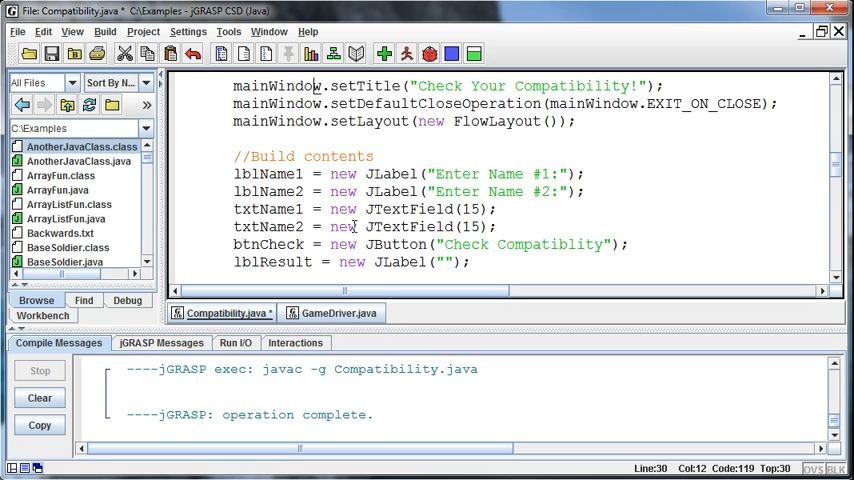 File: Compatibility.java * C:\Examples - jGRASP CSD (Java)
File Edit View Build Project Settings Tools Window Help
All Files Sort By N...
C:\Examples
AnotherJavaClass.class
AnotherJavaClass.java
ArrayFun.class
ArrayFun.java
ArrayListFun.class
ArrayListFun.java
Backwards.txt
BaseSoldier.class
BaseSoldier.java
Browse Find Debug
Workbench
mainWindow.setTitle("Check Your Compatibility!");
mainWindow.setDefaultCloseOperation(mainWindow.EXIT_ON_CLOSE);
mainWindow.setLayout(new FlowLayout());
//Build contents
lblName1 = new JLabel("Enter Name #1:");
lblName2 = new JLabel("Enter Name #2:");
txtName1 = new JTextField(15);
txtName2 = new JTextField(15);
btnCheck = new JButton("Check Compatiblity");
lblResult = new JLabel("");
Compatibility.java * GameDriver.java
Compile Messages jGRASP Messages Run I/O Interactions
Stop
Clear
Copy
----jGRASP exec: javac -g Compatibility.java
----jGRASP: operation complete.
Line:30 Col:12 Code:119 Top:30 OVS BLK